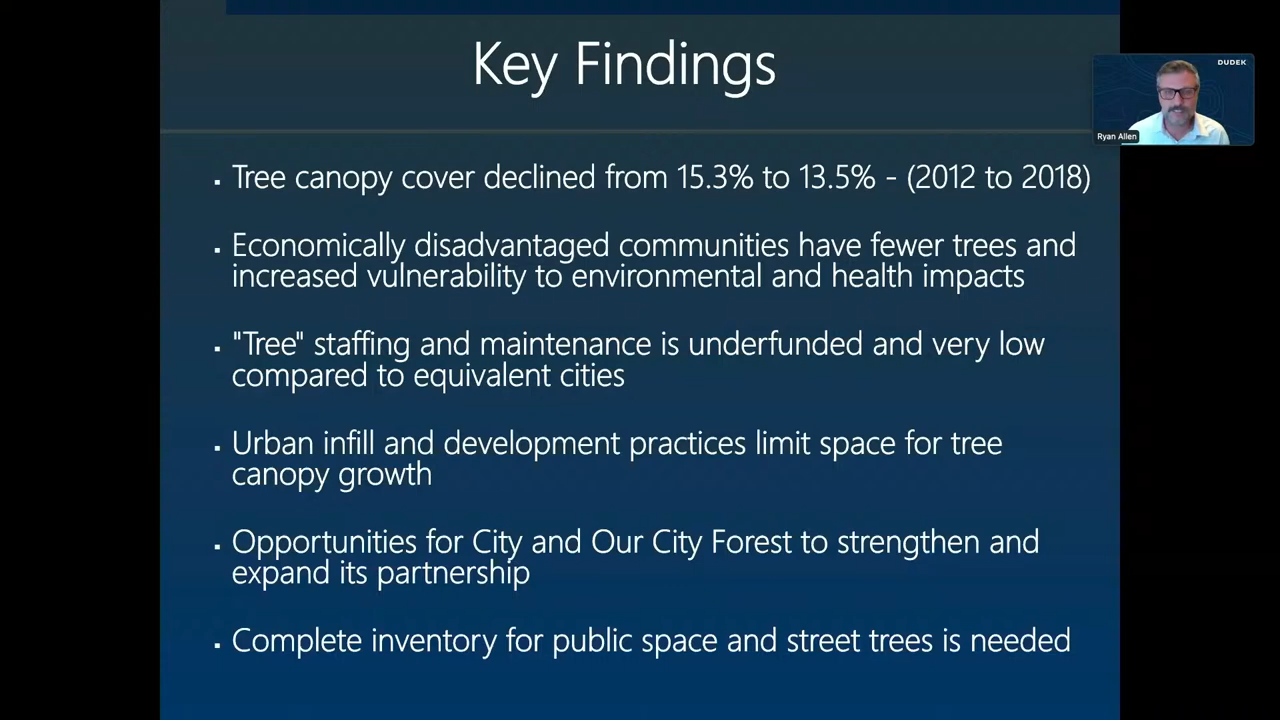 Key Findings
DUDEK
Ryan Allen
▪ Tree canopy cover declined from 15.3% to 13.5% - (2012 to 2018)
▪ Economically disadvantaged communities have fewer trees and
increased vulnerability to environmental and health impacts
▪ "Tree" staffing and maintenance is underfunded and very low
compared to equivalent cities
▪ Urban infill and development practices limit space for tree
canopy growth
▪ Opportunities for City and Our City Forest to strengthen and
expand its partnership
▪ Complete inventory for public space and street trees is needed